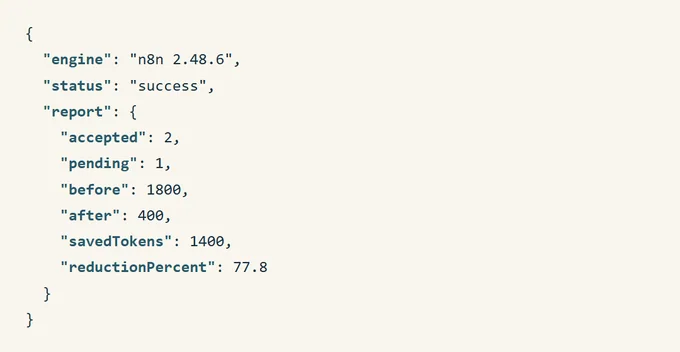 {
  "engine": "n8n 2.48.6",
  "status": "success",
  "report": {
    "accepted": 2,
    "pending": 1,
    "before": 1800,
    "after": 400,
    "savedTokens": 1400,
    "reductionPercent": 77.8
  }
}